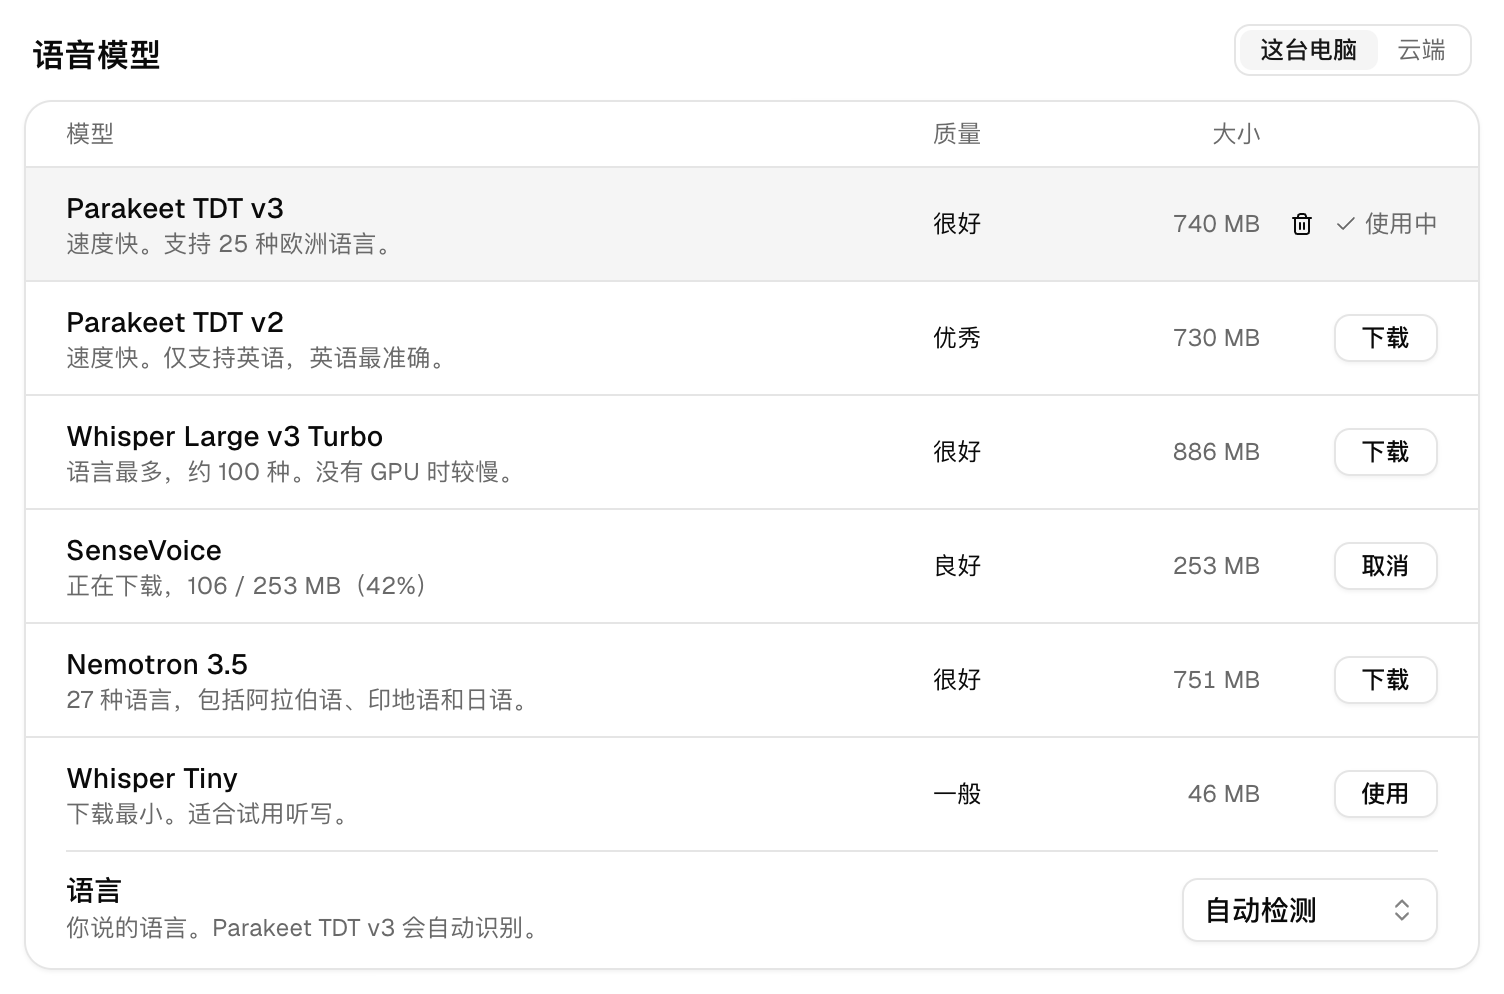 语音模型
这台电脑 云端
模型 质量 大小
Parakeet TDT v3
速度快。支持 25 种欧洲语言。
很好 740 MB 使用中
Parakeet TDT v2
速度快。仅支持英语，英语最准确。
优秀 730 MB 下载
Whisper Large v3 Turbo
语言最多，约 100 种。没有 GPU 时较慢。
很好 886 MB 下载
SenseVoice
正在下载，106 / 253 MB（42%）
良好 253 MB 取消
Nemotron 3.5
27 种语言，包括阿拉伯语、印地语和日语。
很好 751 MB 下载
Whisper Tiny
下载最小。适合试用听写。
一般 46 MB 使用
语言
你说的语言。Parakeet TDT v3 会自动识别。
自动检测